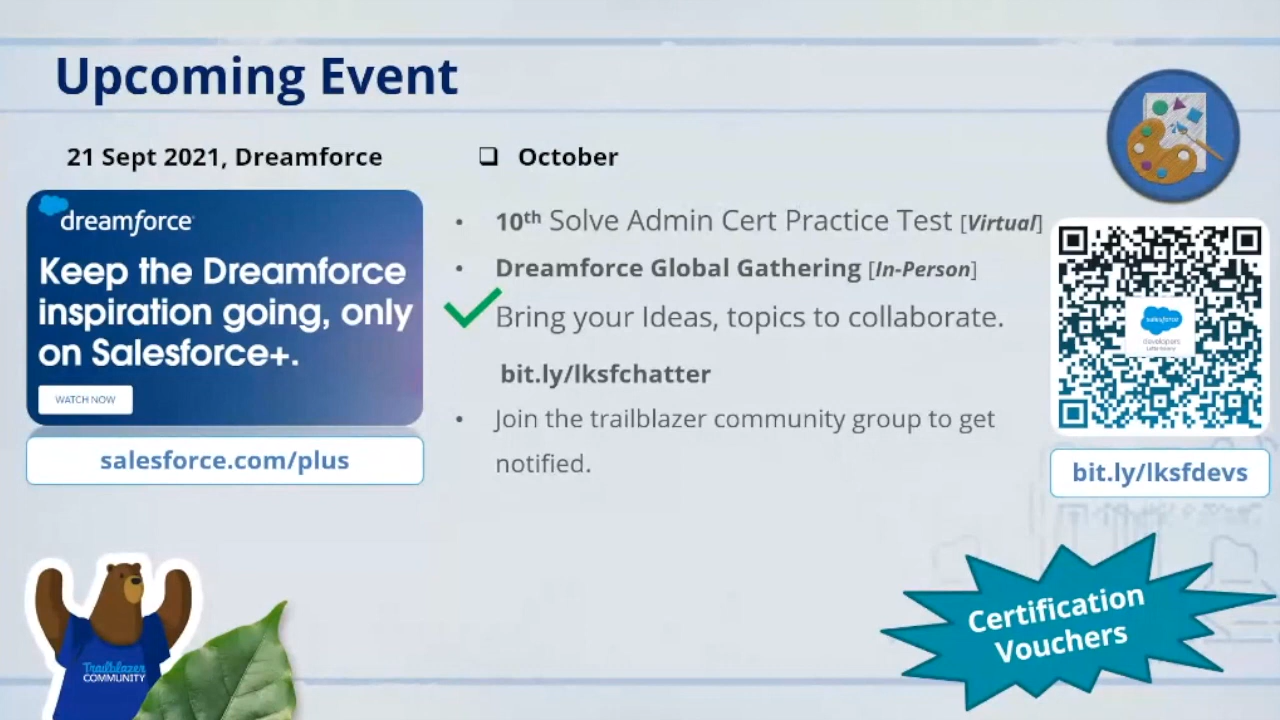 Upcoming Event
21 Sept 2021, Dreamforce
dreamforce
Keep the Dreamforce
inspiration going, only
on Salesforce+.
WATCH NOW
salesforce.com/plus
❑ October
• 10th Solve Admin Cert Practice Test [Virtual]
• Dreamforce Global Gathering [In-Person]
Bring your Ideas, topics to collaborate.
bit.ly/lksfchatter
• Join the trailblazer community group to get
notified.
salesforce
developers
bit.ly/lksfdevs
Trailblazer
COMMUNITY
Certification
Vouchers